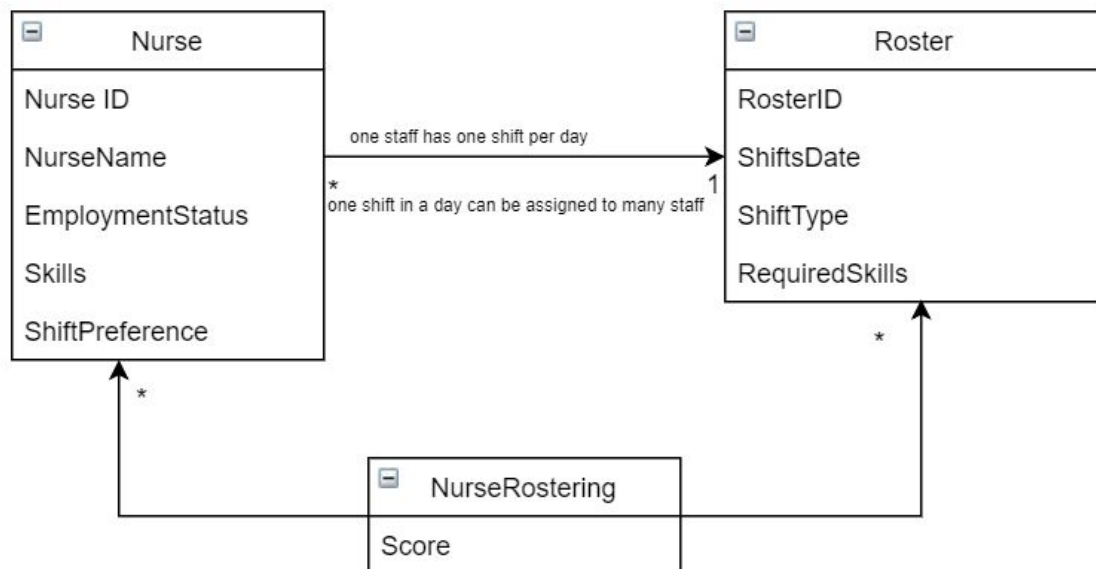 Nurse
Nurse ID
NurseName
EmploymentStatus
Skills
ShiftPreference
one staff has one shift per day
*
1
one shift in a day can be assigned to many staff
Roster
RosterID
ShiftsDate
ShiftType
RequiredSkills
*
*
NurseRostering
Score